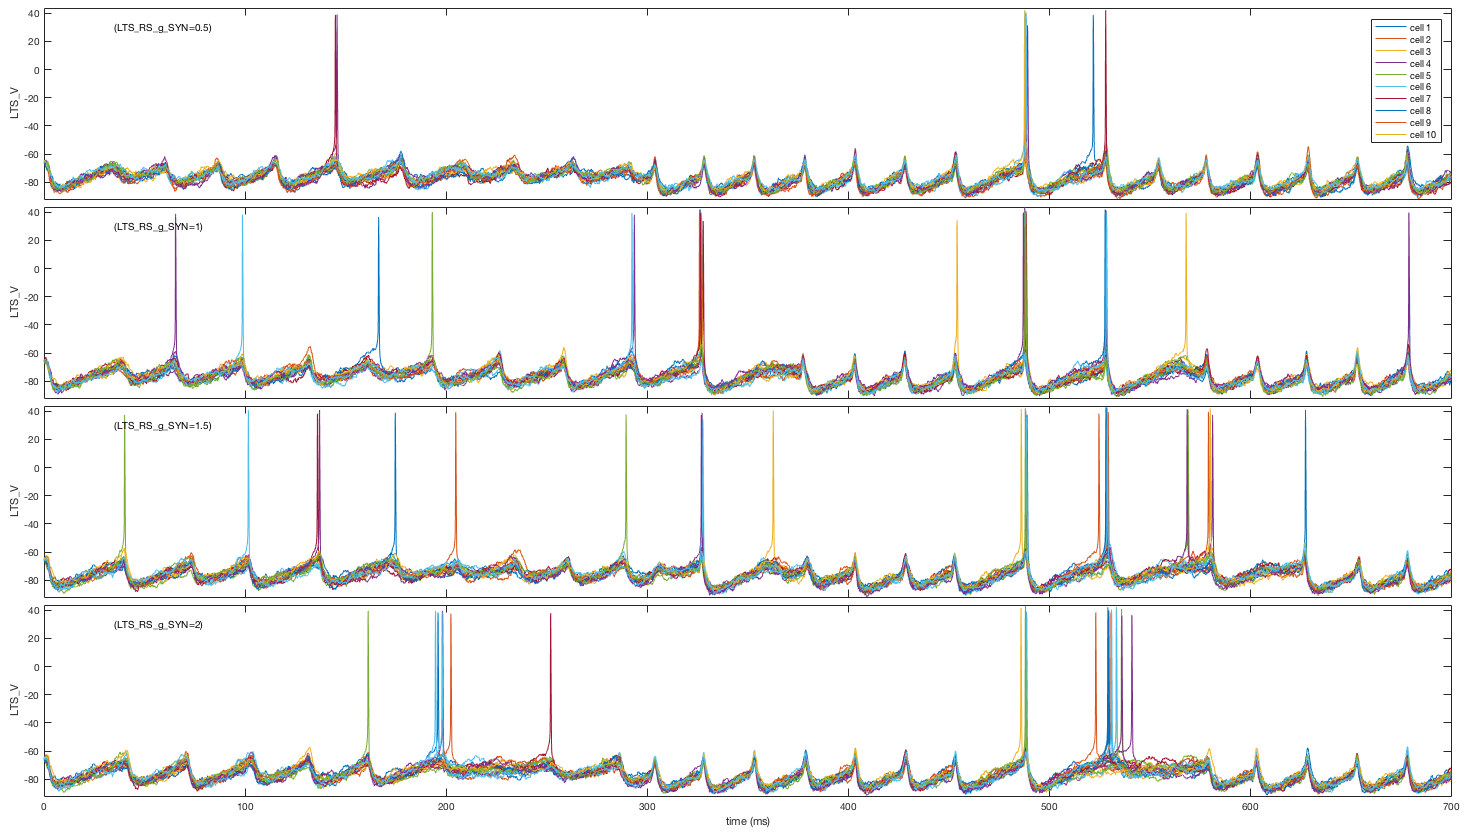 40
20
0
-20
-40
-60
-80
LTS_V
(LTS_RS_g_SYN=0.5)
cell 1
cell 2
cell 3
cell 4
cell 5
cell 6
cell 7
cell 8
cell 9
cell 10
40
20
0
-20
-40
-60
-80
LTS_V
(LTS_RS_g_SYN=1)
40
20
0
-20
-40
-60
-80
LTS_V
(LTS_RS_g_SYN=1.5)
40
20
0
-20
-40
-60
-80
LTS_V
(LTS_RS_g_SYN=2)
0 100 200 300 400 500 600 700
time (ms)